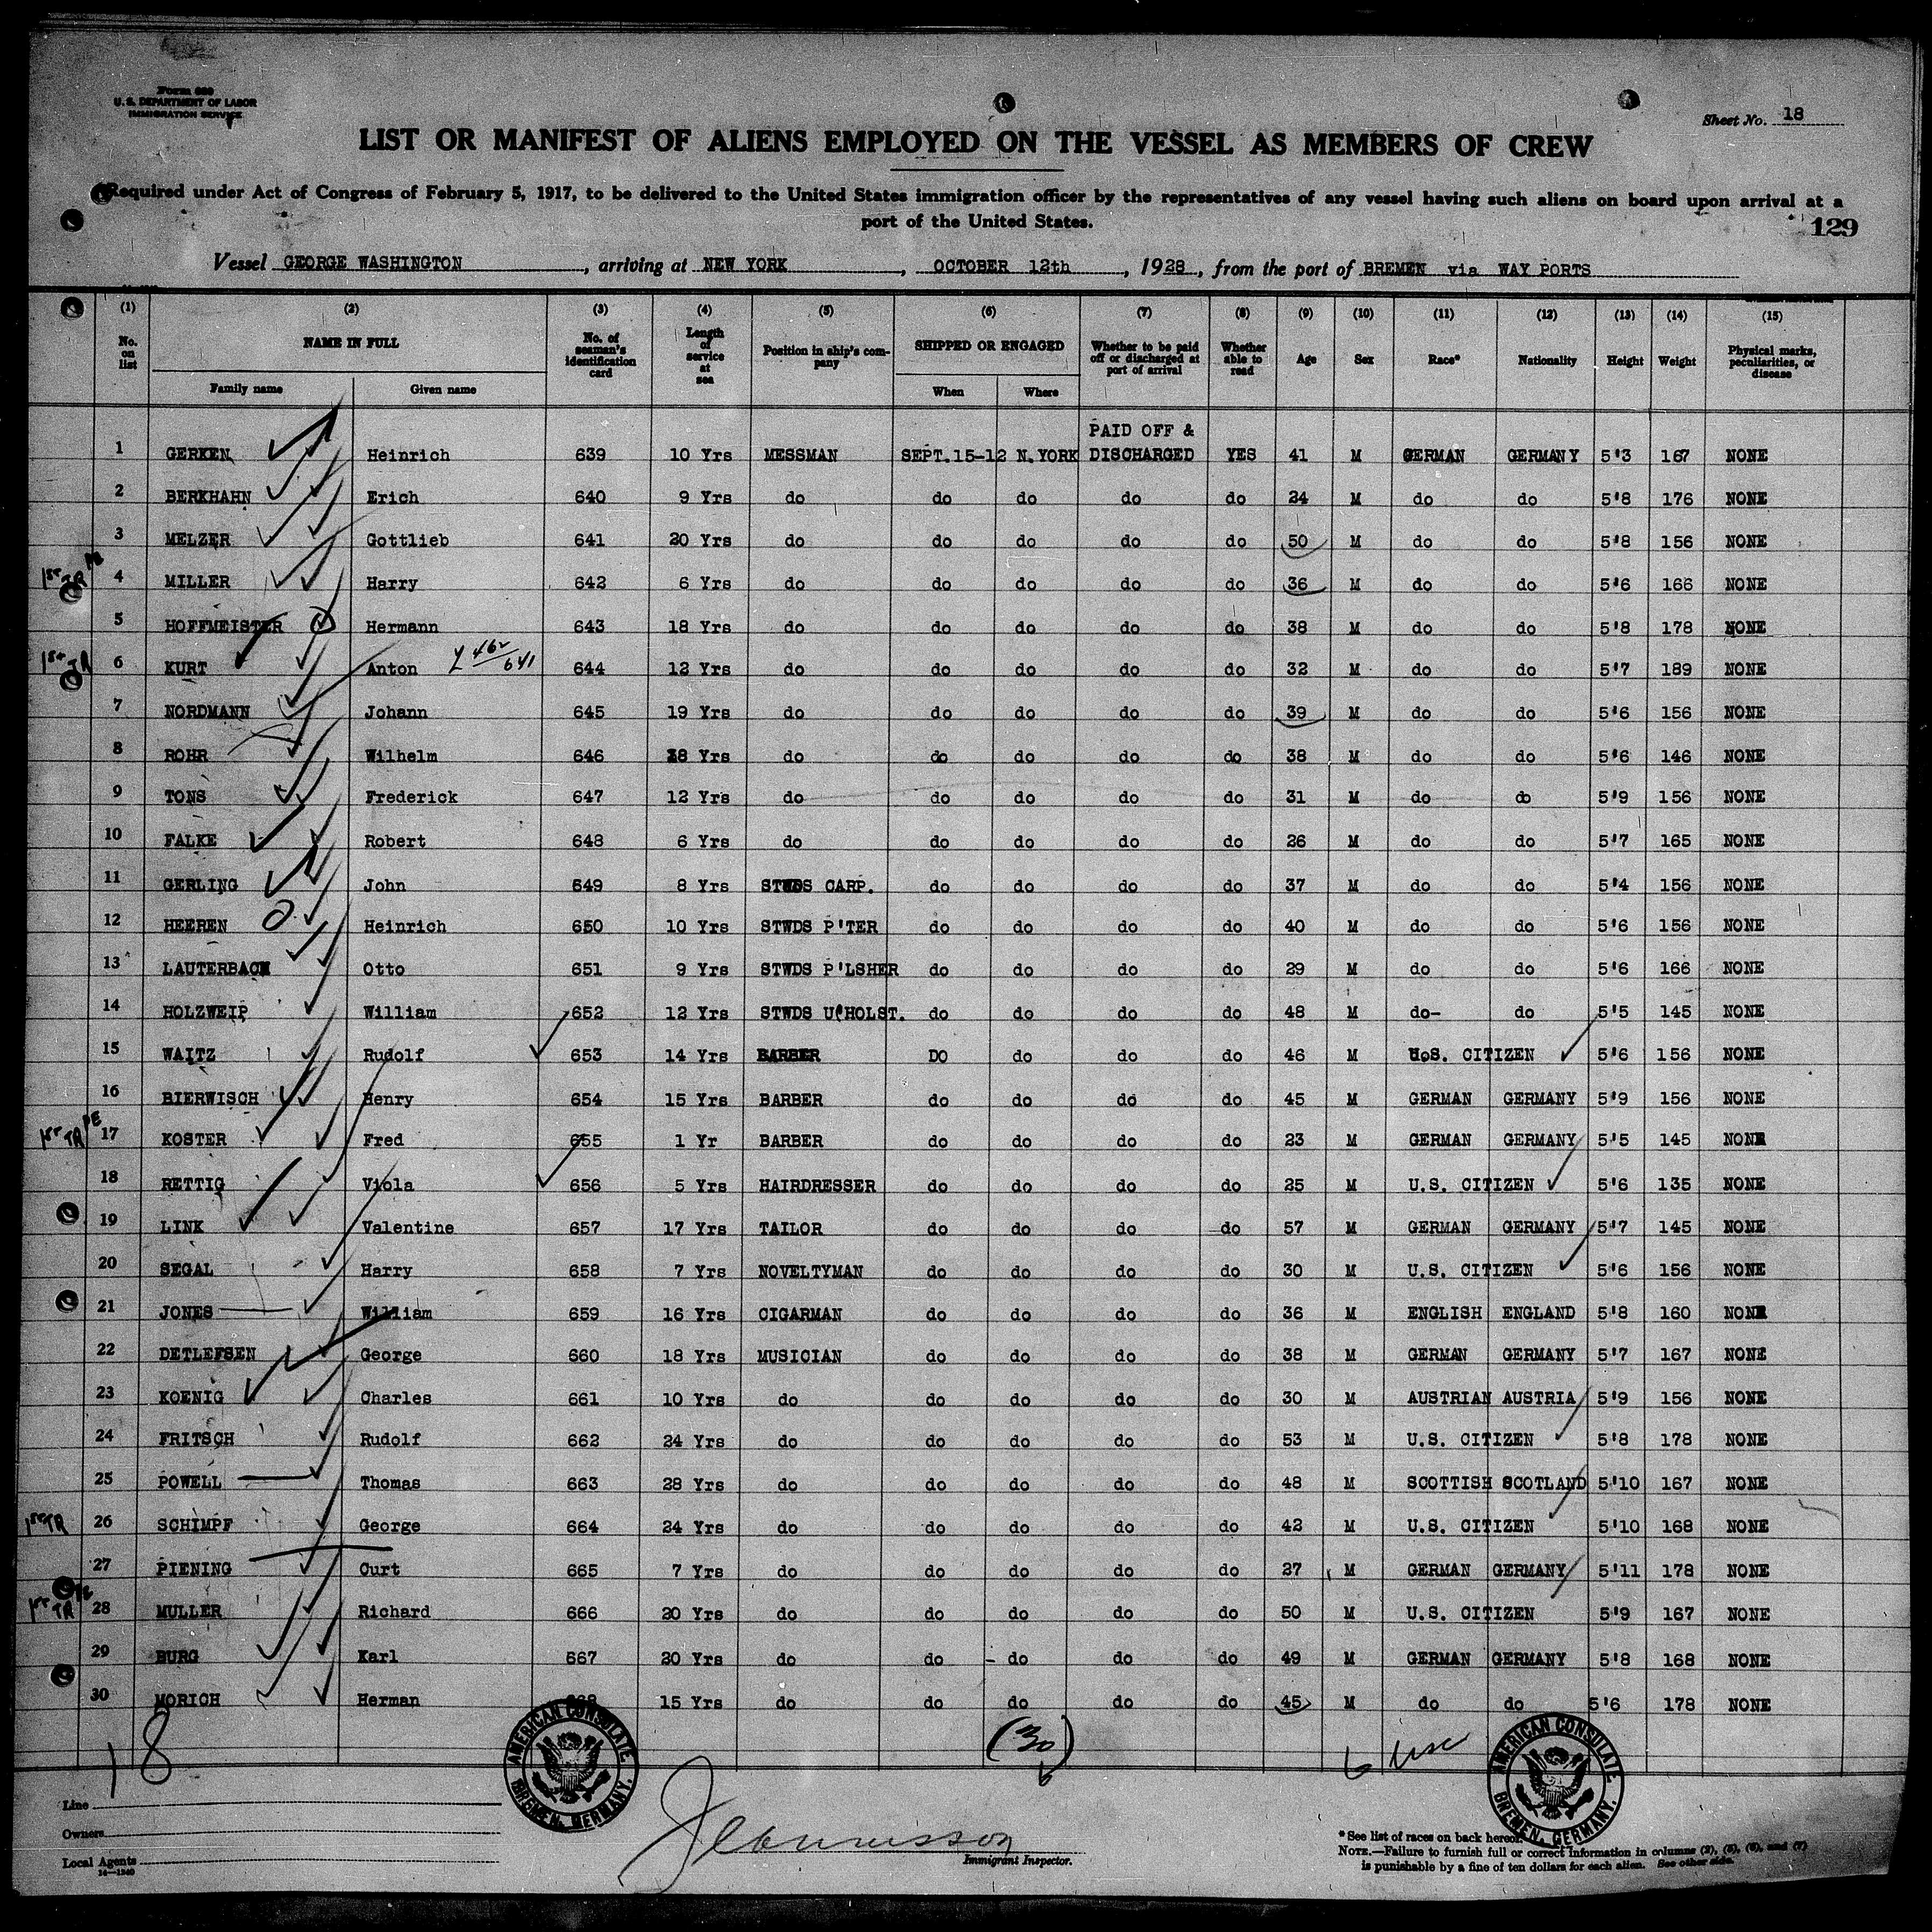 Form 680
U. S. DEPARTMENT OF LABOR
IMMIGRATION SERVICE
Sheet No. 18
LIST OR MANIFEST OF ALIENS EMPLOYED ON THE VESSEL AS MEMBERS OF CREW
Required under Act of Congress of February 5, 1917, to be delivered to the United States immigration officer by the representatives of any vessel having such aliens on board upon arrival at a
port of the United States.
129
Vessel GEORGE WASHINGTON, arriving at NEW YORK, OCTOBER 12th, 1928, from the port of BREMEN via WAY PORTS
(1) (2) (3) (4) (5) (6) (7) (8) (9) (10) (11) (12) (13) (14) (15)
No. on list NAME IN FULL No. of seaman's identification card Length of service at sea Position in ship's company SHIPPED OR ENGAGED Whether to be paid off or discharged at port of arrival Whether able to read Age Sex Race* Nationality Height Weight Physical marks, peculiarities, or disease
Family name Given name When Where
PAID OFF &
1 GERKEN Heinrich 639 10 Yrs MESSMAN SEPT.15-12 N.YORK DISCHARGED YES 41 M GERMAN GERMANY 5'3 167 NONE
2 BERKHAHN Erich 640 9 Yrs do do do do do 24 M do do 5'8 176 NONE
3 MELZER Gottlieb 641 20 Yrs do do do do do 50 M do do 5'8 156 NONE
1st TR PE 4 MILLER Harry 642 6 Yrs do do do do do 36 M do do 5'6 166 NONE
5 HOFFMEISTER Hermann 643 18 Yrs do do do do do 38 M do do 5'8 178 NONE
1st TR 6 KURT Anton 462/641 644 12 Yrs do do do do do 32 M do do 5'7 189 NONE
7 NORDMANN Johann 645 19 Yrs do do do do do 39 M do do 5'6 156 NONE
8 ROHR Wilhelm 646 18 Yrs do do do do do 38 M do do 5'6 146 NONE
9 TONS Frederick 647 12 Yrs do do do do do 31 M do do 5'9 156 NONE
10 FALKE Robert 648 6 Yrs do do do do do 26 M do do 5'7 165 NONE
11 GERLING John 649 8 Yrs STWDS CARP. do do do do 37 M do do 5'4 156 NONE
12 HEEREN Heinrich 650 10 Yrs STWDS P'TER do do do do 40 M do do 5'6 156 NONE
13 LAUTERBACH Otto 651 9 Yrs STWDS P'LSHER do do do do 29 M do do 5'6 166 NONE
14 HOLZWEIP William 652 12 Yrs STWDS U'HOLST. do do do do 48 M do- do 5'5 145 NONE
15 WAITZ Rudolf 653 14 Yrs BARBER DO do do do 46 M U.S. CITIZEN 5'6 156 NONE
16 BIERWISCH Henry 654 15 Yrs BARBER do do do do 45 M GERMAN GERMANY 5'9 156 NONE
1st TR PE 17 KOSTER Fred 655 1 Yr BARBER do do do do 23 M GERMAN GERMANY 5'5 145 NONE
18 RETTIG Viola 656 5 Yrs HAIRDRESSER do do do do 25 M U.S. CITIZEN 5'6 135 NONE
19 LINK Valentine 657 17 Yrs TAILOR do do do do 57 M GERMAN GERMANY 5'7 145 NONE
20 SEGAL Harry 658 7 Yrs NOVELTYMAN do do do do 30 M U.S. CITIZEN 5'6 156 NONE
21 JONES William 659 16 Yrs CIGARMAN do do do do 36 M ENGLISH ENGLAND 5'8 160 NONE
22 DETLEFSEN George 660 18 Yrs MUSICIAN do do do do 38 M GERMAN GERMANY 5'7 167 NONE
23 KOENIG Charles 661 10 Yrs do do do do do 30 M AUSTRIAN AUSTRIA 5'9 156 NONE
24 FRITSCH Rudolf 662 24 Yrs do do do do do 53 M U.S. CITIZEN 5'8 178 NONE
25 POWELL Thomas 663 28 Yrs do do do do do 48 M SCOTTISH SCOTLAND 5'10 167 NONE
1st TR 26 SCHIMPF George 664 24 Yrs do do do do do 42 M U.S. CITIZEN 5'10 168 NONE
27 PIENING Curt 665 7 Yrs do do do do do 27 M GERMAN GERMANY 5'11 178 NONE
1st TR 28 MULLER Richard 666 20 Yrs do do do do do 50 M U.S. CITIZEN 5'9 167 NONE
29 BURG Karl 667 20 Yrs do do - do do do 49 M GERMAN GERMANY 5'8 168 NONE
30 MORICH Herman 15 Yrs do do do do do 45 M do do 5'6 178 NONE
18 (30) 6 usc
AMERICAN CONSULATE BREMEN, GERMANY.
AMERICAN CONSULATE BREMEN, GERMANY.
Line
Owners
Local Agents
14—1240
Immigrant Inspector.
*See list of races on back hereof.
NOTE.—Failure to furnish full or correct information in columns (2), (5), (6), and (7)
is punishable by a fine of ten dollars for each alien. See other side.